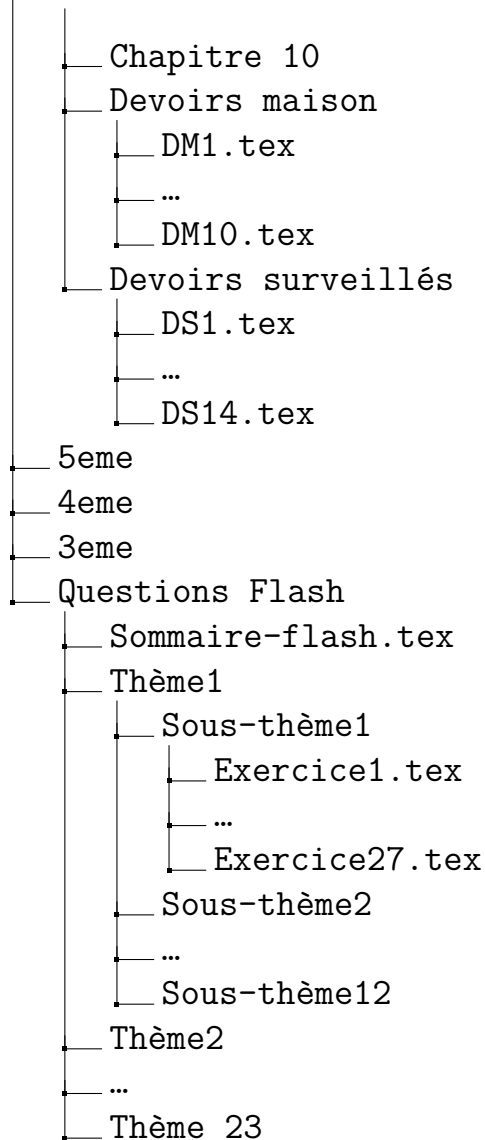 Chapitre 10
Devoirs maison
DM1.tex
…
DM10.tex
Devoirs surveillés
DS1.tex
…
DS14.tex
5eme
4eme
3eme
Questions Flash
Sommaire-flash.tex
Thème1
Sous-thème1
Exercice1.tex
…
Exercice27.tex
Sous-thème2
…
Sous-thème12
Thème2
…
Thème 23